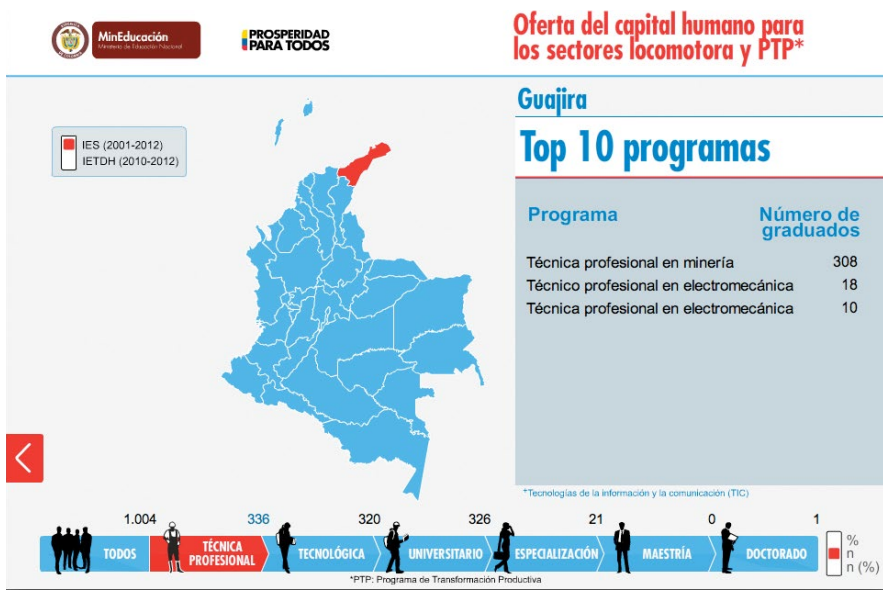 MinEducación
Ministerio de Educación Nacional
PROSPERIDAD
PARA TODOS
Oferta del capital humano para
los sectores locomotora y PTP*
IES (2001-2012)
IETDH (2010-2012)
Guajira
Top 10 programas
Programa Número de
graduados
Técnica profesional en minería 308
Técnico profesional en electromecánica 18
Técnica profesional en electromecánica 10
*Tecnologías de la información y la comunicación (TIC)
1.004 336 320 326 21 0 1
TODOS TÉCNICA
PROFESIONAL TECNOLÓGICA UNIVERSITARIO ESPECIALIZACIÓN MAESTRÍA DOCTORADO
%
n
n (%)
*PTP: Programa de Transformación Productiva